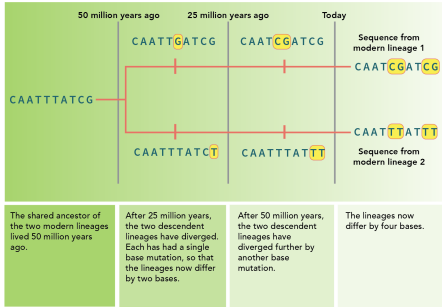 50 million years ago 25 million years ago Today
CAATTGATCG CAATCGATCG Sequence from
modern lineage 1
CAATCGATCG
CAATTTATCG
CAATTTATTT
CAATTTATCT CAATTTATTT Sequence from
modern lineage 2
The shared ancestor of
the two modern lineages
lived 50 million years
ago.
After 25 million years,
the two descendent
lineages have diverged.
Each has had a single
base mutation, so that
the lineages now differ
by two bases.
After 50 million years,
the two descendent
lineages have
diverged further by
another base
mutation.
The lineages now
differ by four bases.